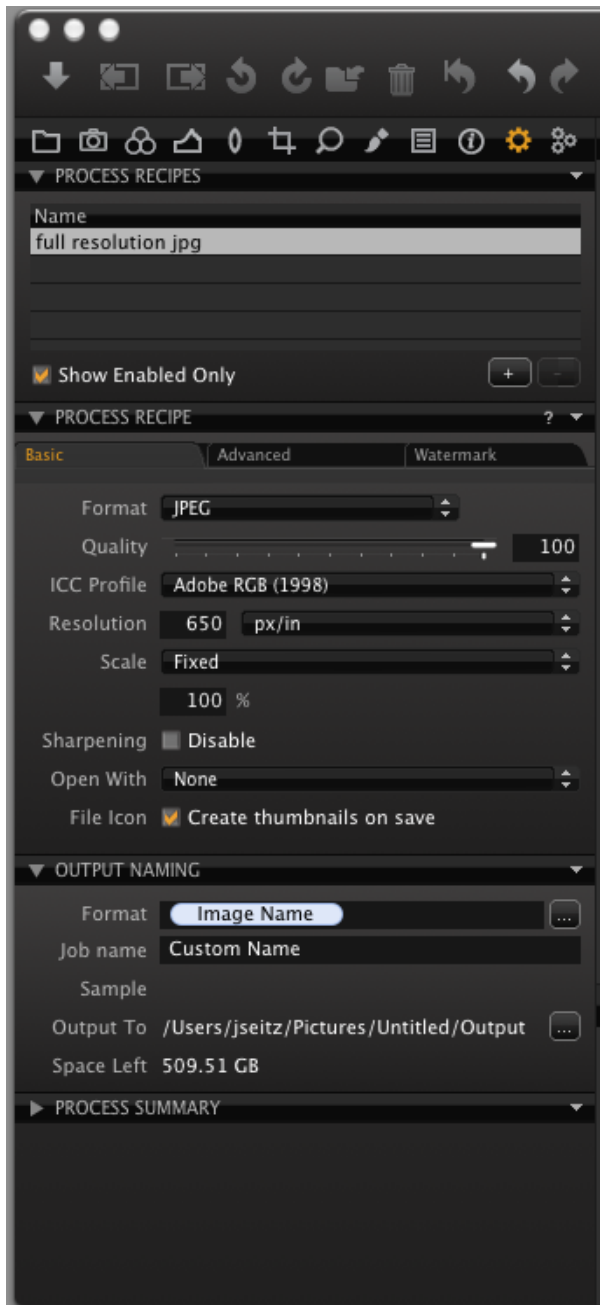 PROCESS RECIPES
Name
full resolution jpg
Show Enabled Only
+ -
PROCESS RECIPE ?
Basic Advanced Watermark
Format JPEG
Quality 100
ICC Profile Adobe RGB (1998)
Resolution 650 px/in
Scale Fixed
100 %
Sharpening Disable
Open With None
File Icon Create thumbnails on save
OUTPUT NAMING
Format Image Name ...
Job name Custom Name
Sample
Output To /Users/jseitz/Pictures/Untitled/Output ...
Space Left 509.51 GB
PROCESS SUMMARY